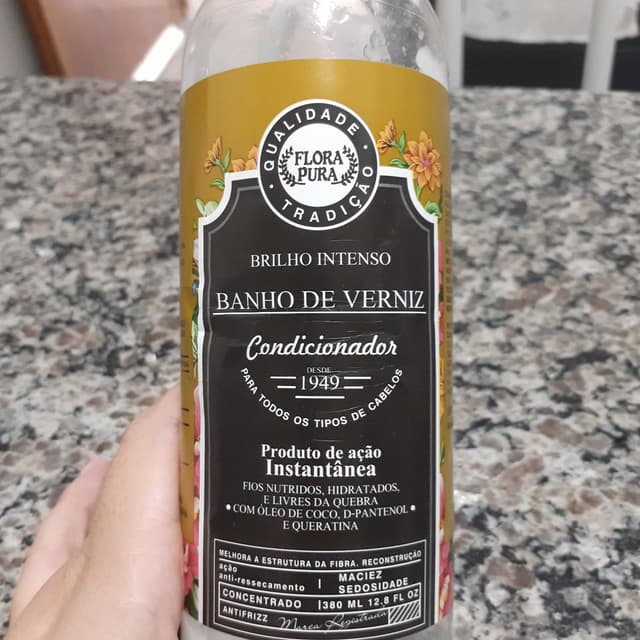 QUALIDADE
FLORA
PURA
TRADIÇÃO
BRILHO INTENSO
BANHO DE VERNIZ
Condicionador
DESDE
1949
PARA TODOS OS TIPOS DE CABELOS
Produto de ação
Instantânea
FIOS NUTRIDOS, HIDRATADOS,
E LIVRES DA QUEBRA
• COM ÓLEO DE COCO, D-PANTENOL •
E QUERATINA
MELHORA A ESTRUTURA DA FIBRA. RECONSTRUÇÃO
ação
anti-ressecamento | MACIEZ
SEDOSIDADE
CONCENTRADO | 380 ML 12.8 FL OZ
ANTIFRIZZ Marca Registrada